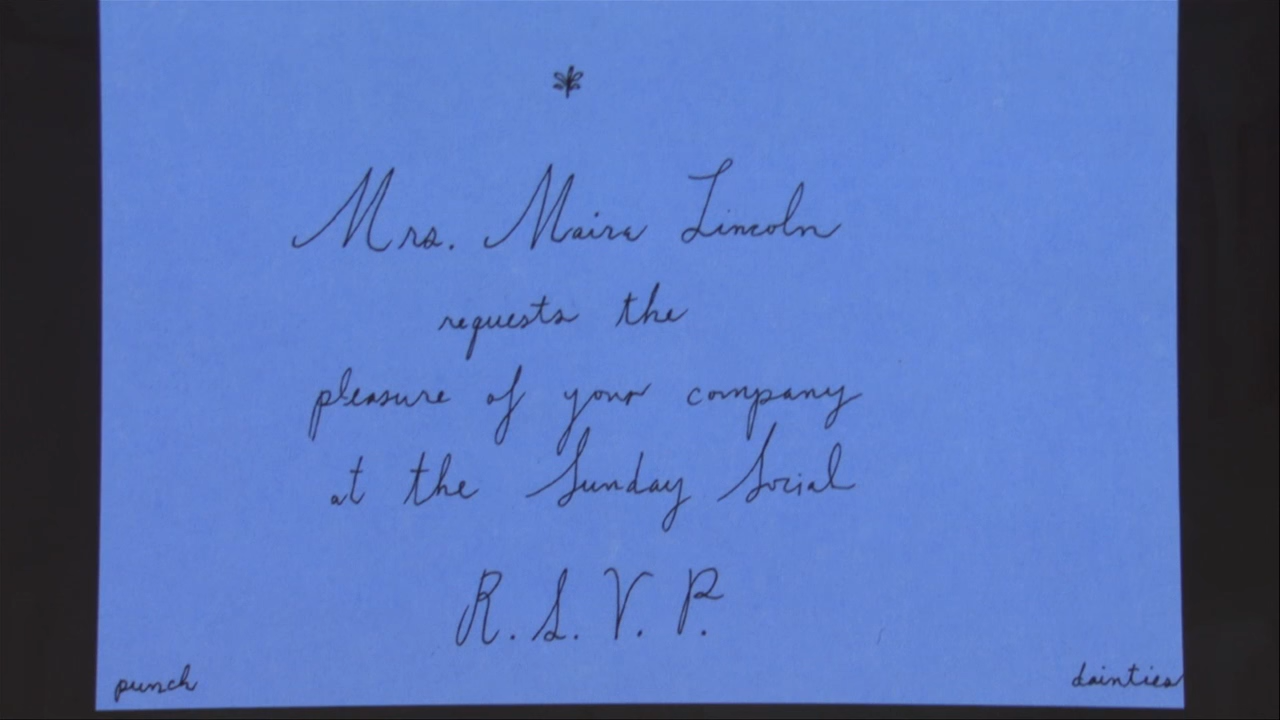 Mrs. Maire Lincoln
requests the
pleasure of your company
at the Sunday Social
R.S.V.P.
punch
dainties